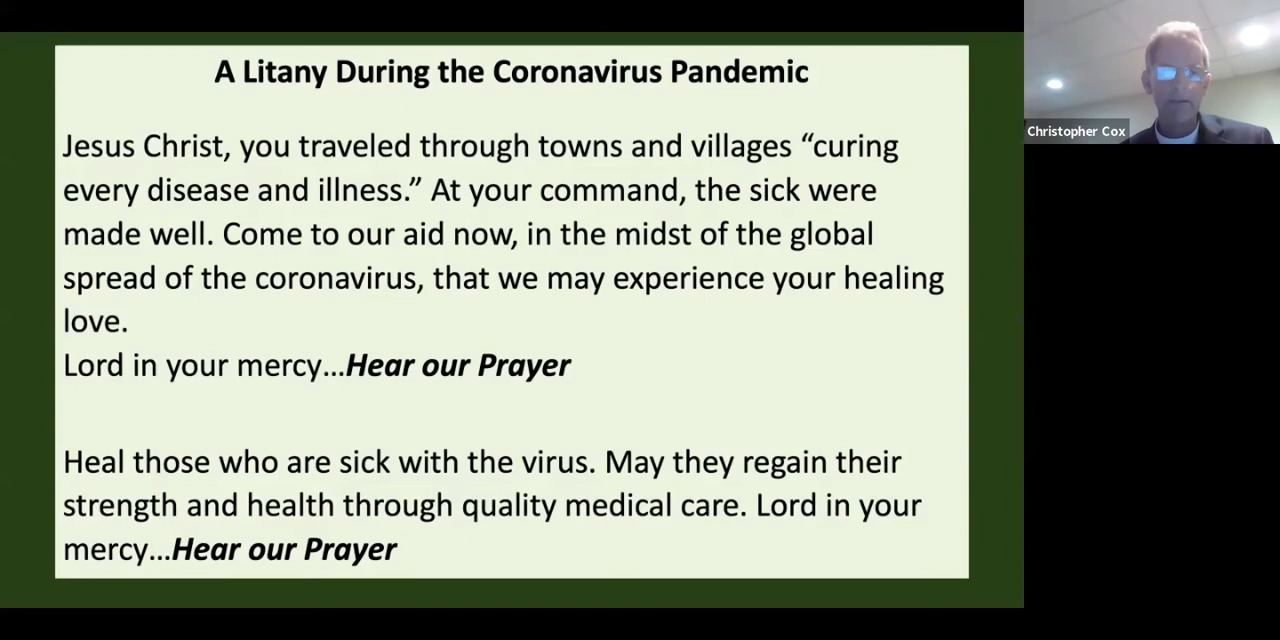 A Litany During the Coronavirus Pandemic
Jesus Christ, you traveled through towns and villages “curing
every disease and illness.” At your command, the sick were
made well. Come to our aid now, in the midst of the global
spread of the coronavirus, that we may experience your healing
love.
Lord in your mercy…Hear our Prayer
Heal those who are sick with the virus. May they regain their
strength and health through quality medical care. Lord in your
mercy…Hear our Prayer
Christopher Cox